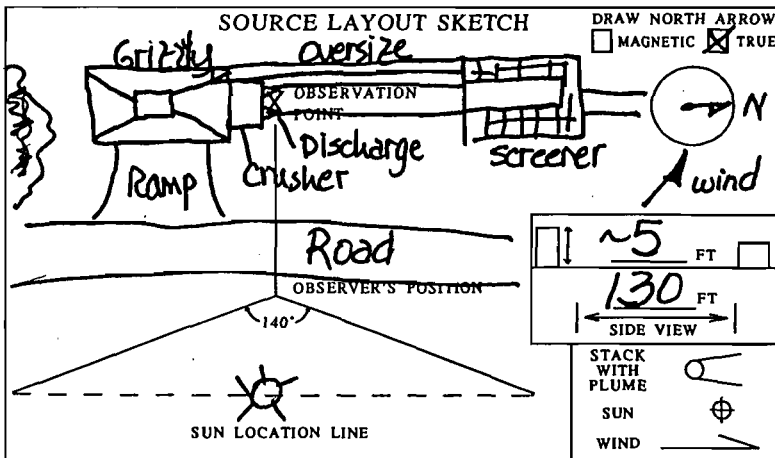 SOURCE LAYOUT SKETCH
DRAW NORTH ARROW
MAGNETIC TRUE
Grizzly oversize
OBSERVATION
POINT
N
Discharge
Crusher
screener
Ramp
wind
Road
~5 FT
OBSERVER'S POSITION
130 FT
140°
SIDE VIEW
STACK
WITH
PLUME
SUN
SUN LOCATION LINE
WIND